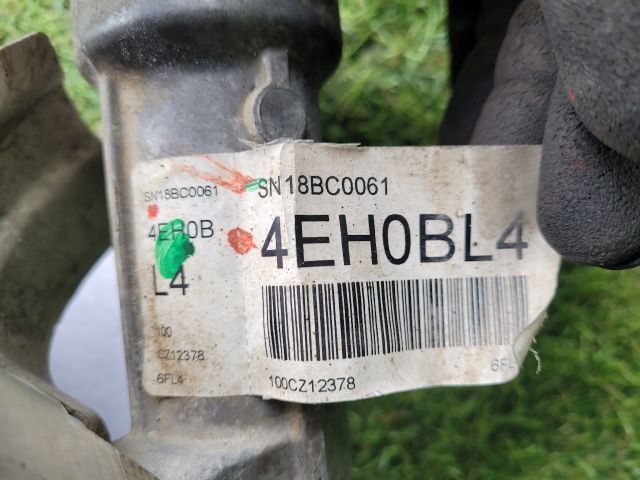 SN18BC0061
4EH0B
L4
100
CZ12378
6FL4
SN18BC0061
4EH0BL4
100CZ12378
6FL